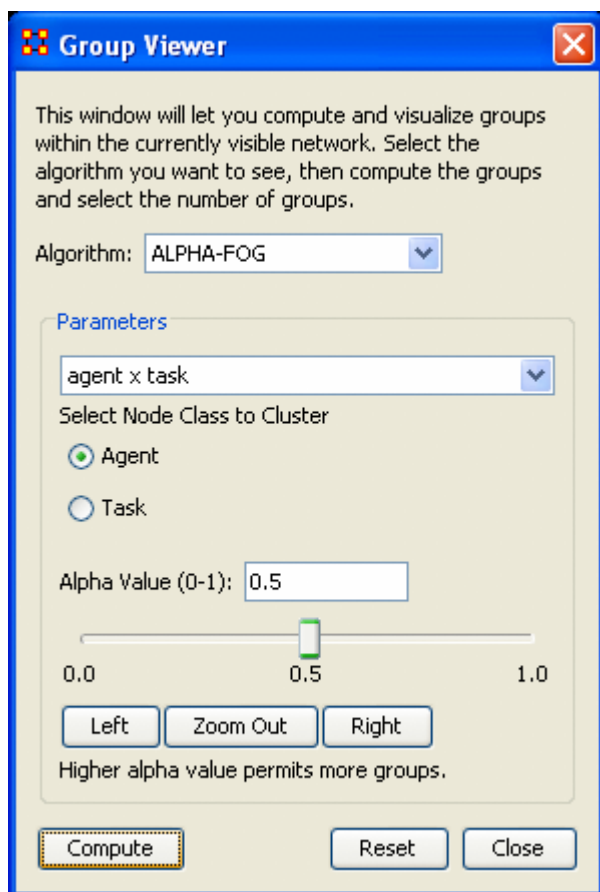 Group Viewer
This window will let you compute and visualize groups
within the currently visible network. Select the
algorithm you want to see, then compute the groups
and select the number of groups.
Algorithm: ALPHA-FOG
Parameters
agent x task
Select Node Class to Cluster
Agent
Task
Alpha Value (0-1): 0.5
0.0 0.5 1.0
Left Zoom Out Right
Higher alpha value permits more groups.
Compute Reset Close